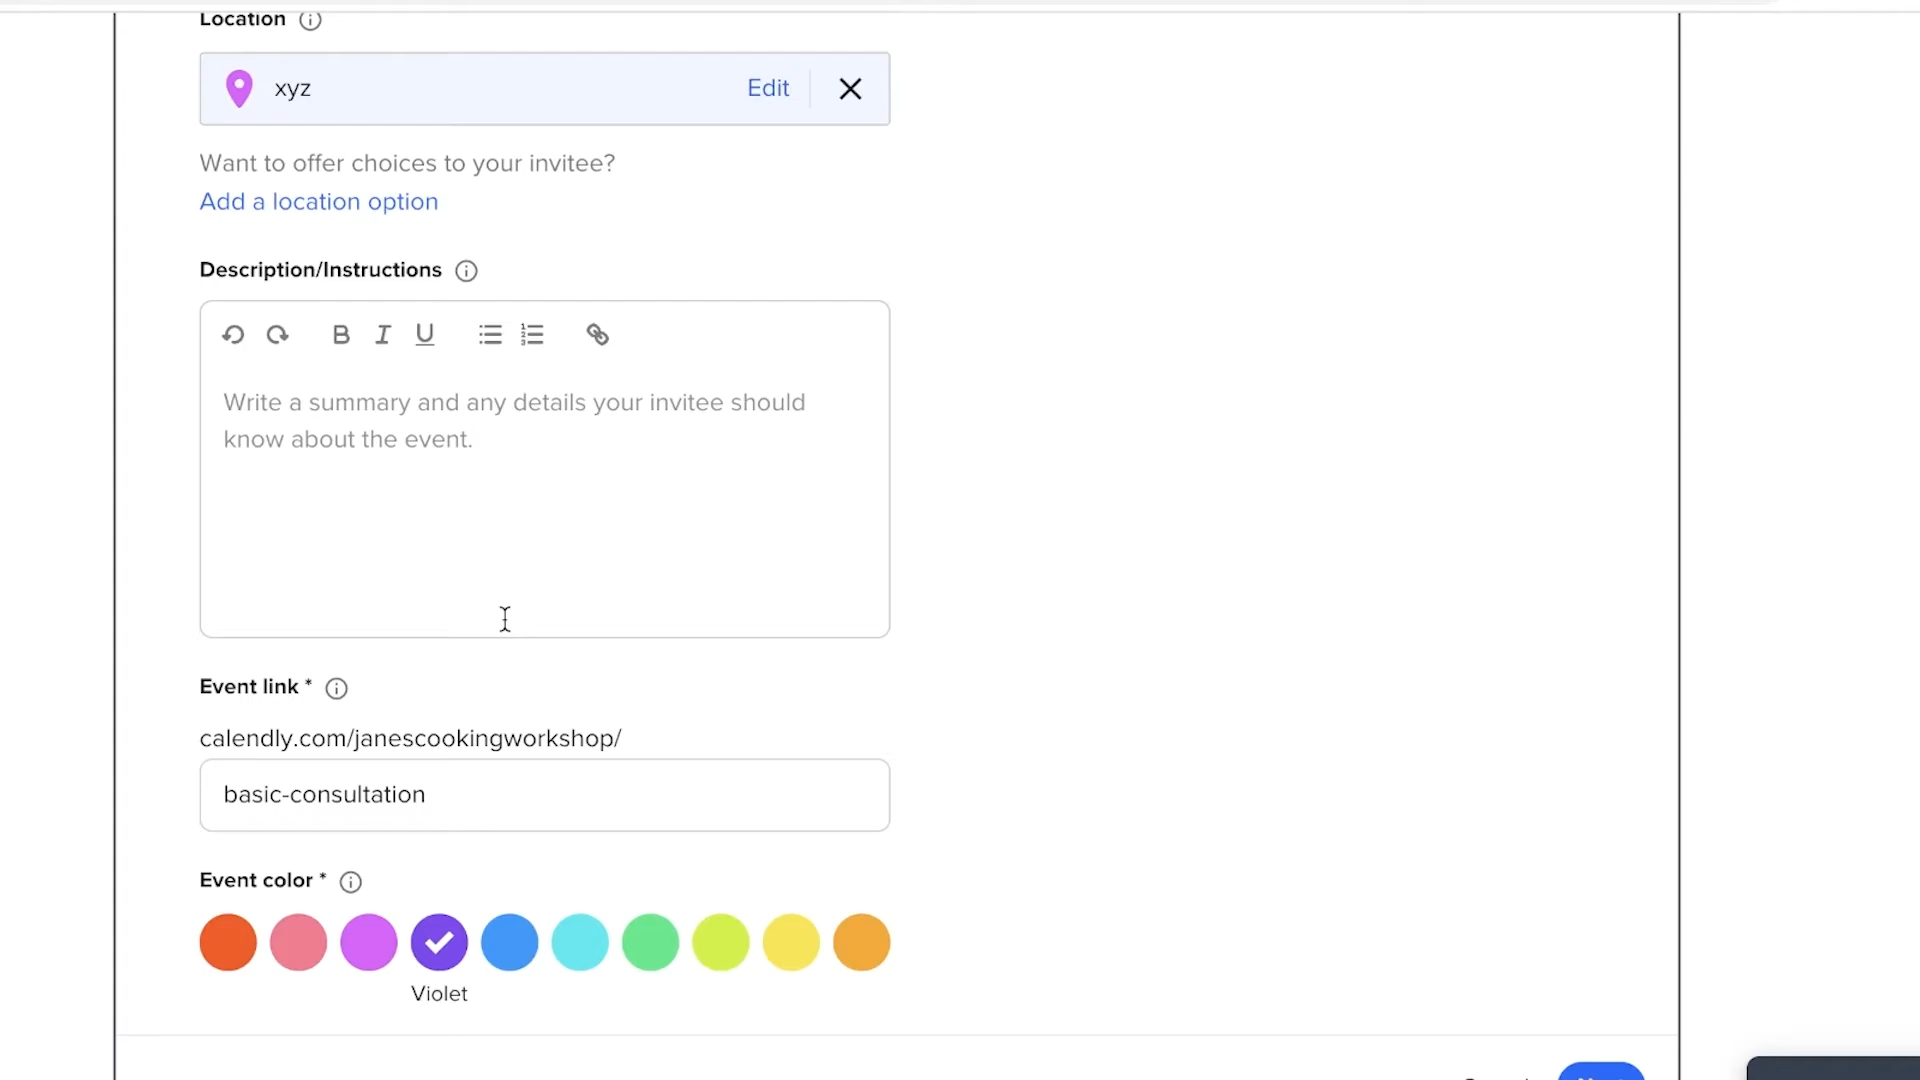 Location
xyz
Edit
Want to offer choices to your invitee?
Add a location option
Description/Instructions
B I U
Write a summary and any details your invitee should
know about the event.
Event link *
calendly.com/janescookingworkshop/
basic-consultation
Event color *
Violet